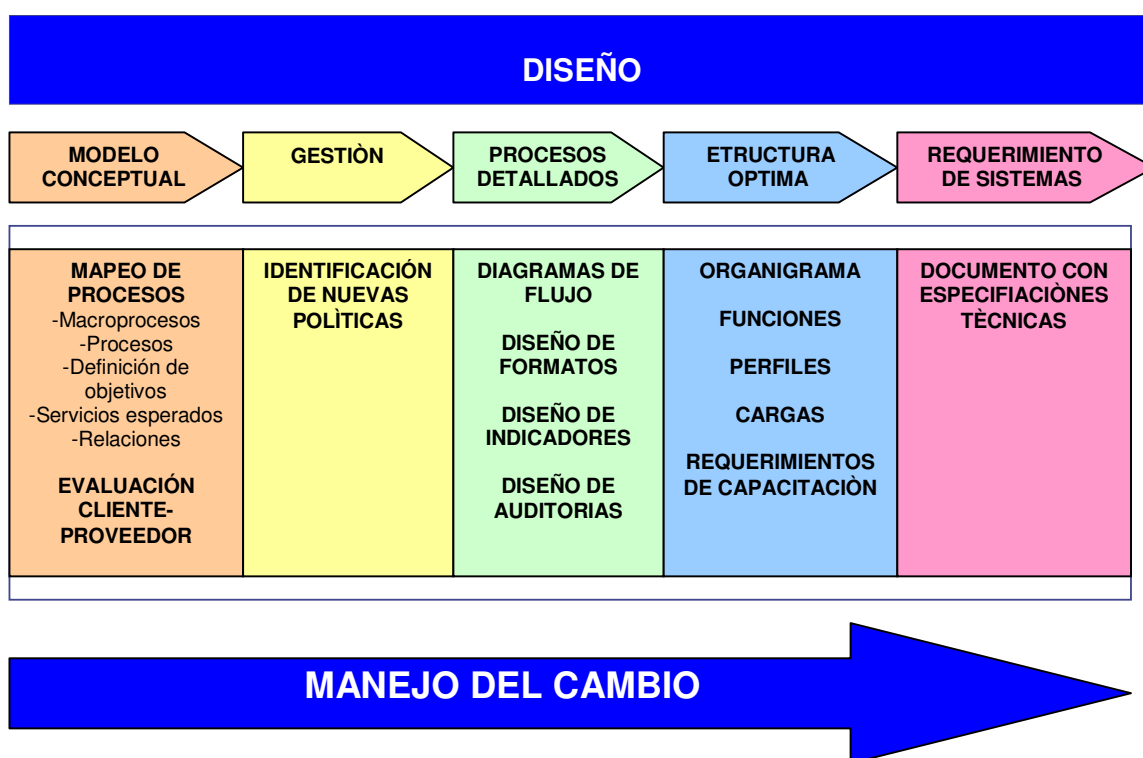 DISEÑO
MODELO
CONCEPTUAL
GESTIÒN
PROCESOS
DETALLADOS
ETRUCTURA
OPTIMA
REQUERIMIENTO
DE SISTEMAS
MAPEO DE
PROCESOS
-Macroprocesos
-Procesos
-Definición de
objetivos
-Servicios esperados
-Relaciones
EVALUACIÓN
CLIENTE-
PROVEEDOR
IDENTIFICACIÓN
DE NUEVAS
POLÌTICAS
DIAGRAMAS DE
FLUJO
DISEÑO DE
FORMATOS
DISEÑO DE
INDICADORES
DISEÑO DE
AUDITORIAS
ORGANIGRAMA
FUNCIONES
PERFILES
CARGAS
REQUERIMIENTOS
DE CAPACITACIÒN
DOCUMENTO CON
ESPECIFIACIÒNES
TÈCNICAS
MANEJO DEL CAMBIO